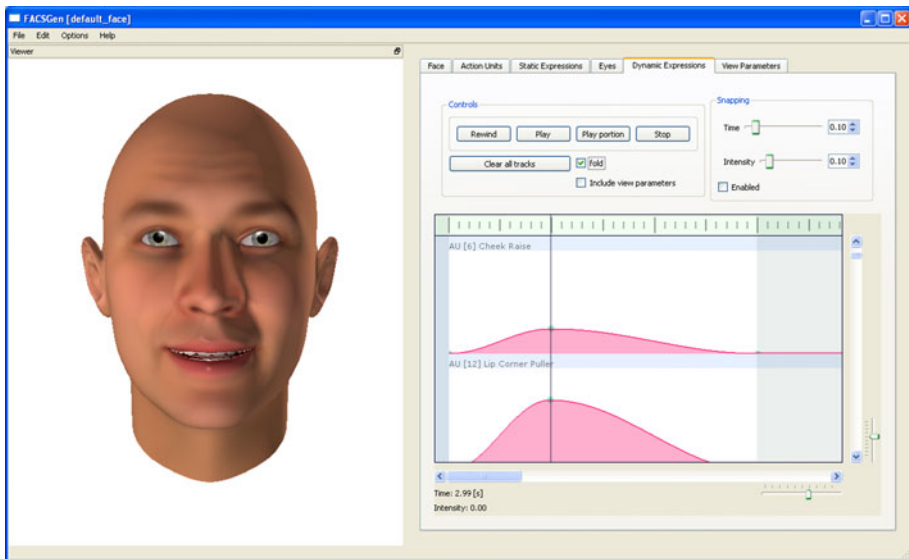 FACSGen [default_face]
File Edit Options Help
Viewer
Face Action Units Static Expressions Eyes Dynamic Expressions View Parameters
Controls
Rewind Play Play portion Stop
Clear all tracks fold
Include view parameters
Snapping
Time 0.10
Intensity 0.10
Enabled
AU [6] Cheek Raise
AU [12] Lip Corner Puller
Time: 2.99 [s]
Intensity: 0.00